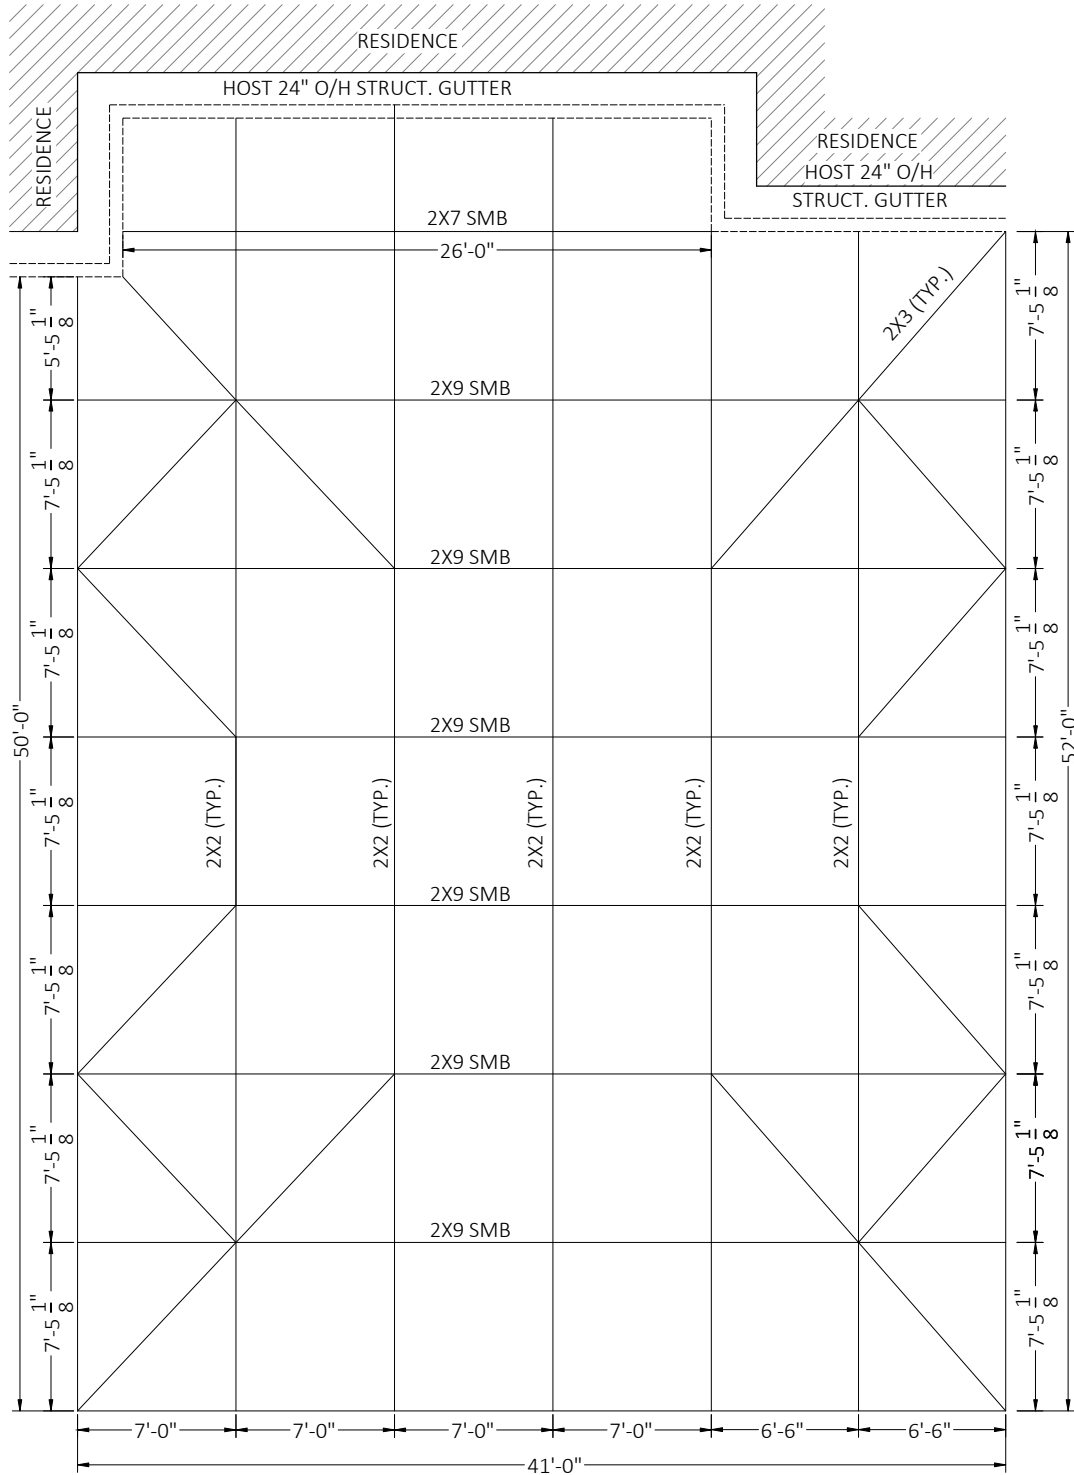 RESIDENCE
HOST 24" O/H STRUCT. GUTTER
RESIDENCE
RESIDENCE
HOST 24" O/H
STRUCT. GUTTER
2X7 SMB
26'-0"
2X3 (TYP.)
5'-5 1/8"
7'-5 1/8"
2X9 SMB
7'-5 1/8"
7'-5 1/8"
2X9 SMB
7'-5 1/8"
7'-5 1/8"
2X9 SMB
50'-0"
52'-0"
7'-5 1/8"
2X2 (TYP.)
2X2 (TYP.)
2X2 (TYP.)
2X2 (TYP.)
2X2 (TYP.)
7'-5 1/8"
2X9 SMB
7'-5 1/8"
7'-5 1/8"
2X9 SMB
7'-5 1/8"
7'-5 1/8"
2X9 SMB
7'-5 1/8"
7'-5 1/8"
7'-0"
7'-0"
7'-0"
7'-0"
6'-6"
6'-6"
41'-0"